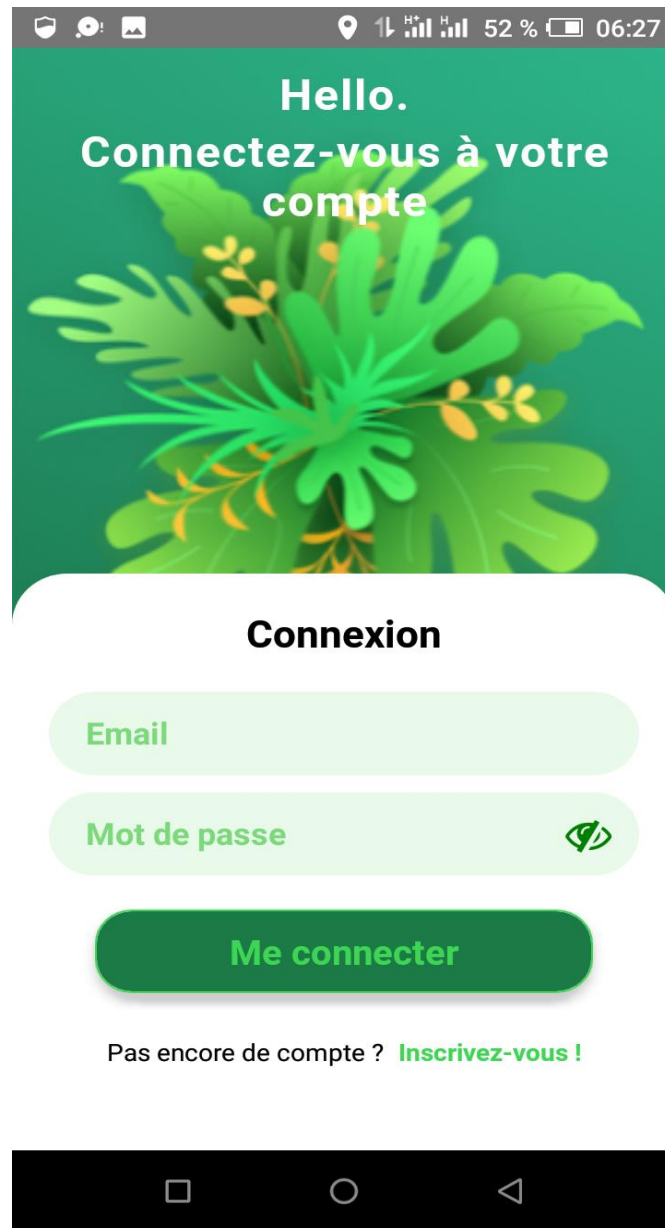 H+ H 52 % 06:27
Hello.
Connectez-vous à votre
compte
Connexion
Email
Mot de passe
Me connecter
Pas encore de compte ? Inscrivez-vous !